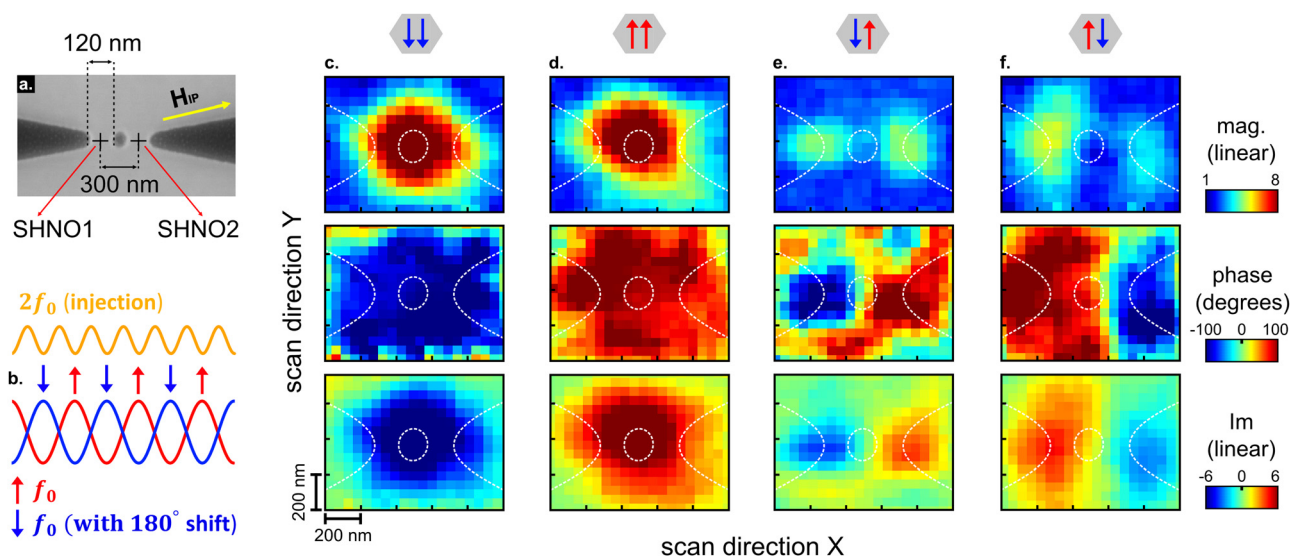 120 nm
a.
H_IP
300 nm
SHNO1 SHNO2
2f₀ (injection)
b.
f₀
f₀ (with 180° shift)
c. d. e. f.
scan direction Y
200 nm
200 nm
scan direction X
mag.
(linear)
1 8
phase
(degrees)
-100 0 100
Im
(linear)
-6 0 6